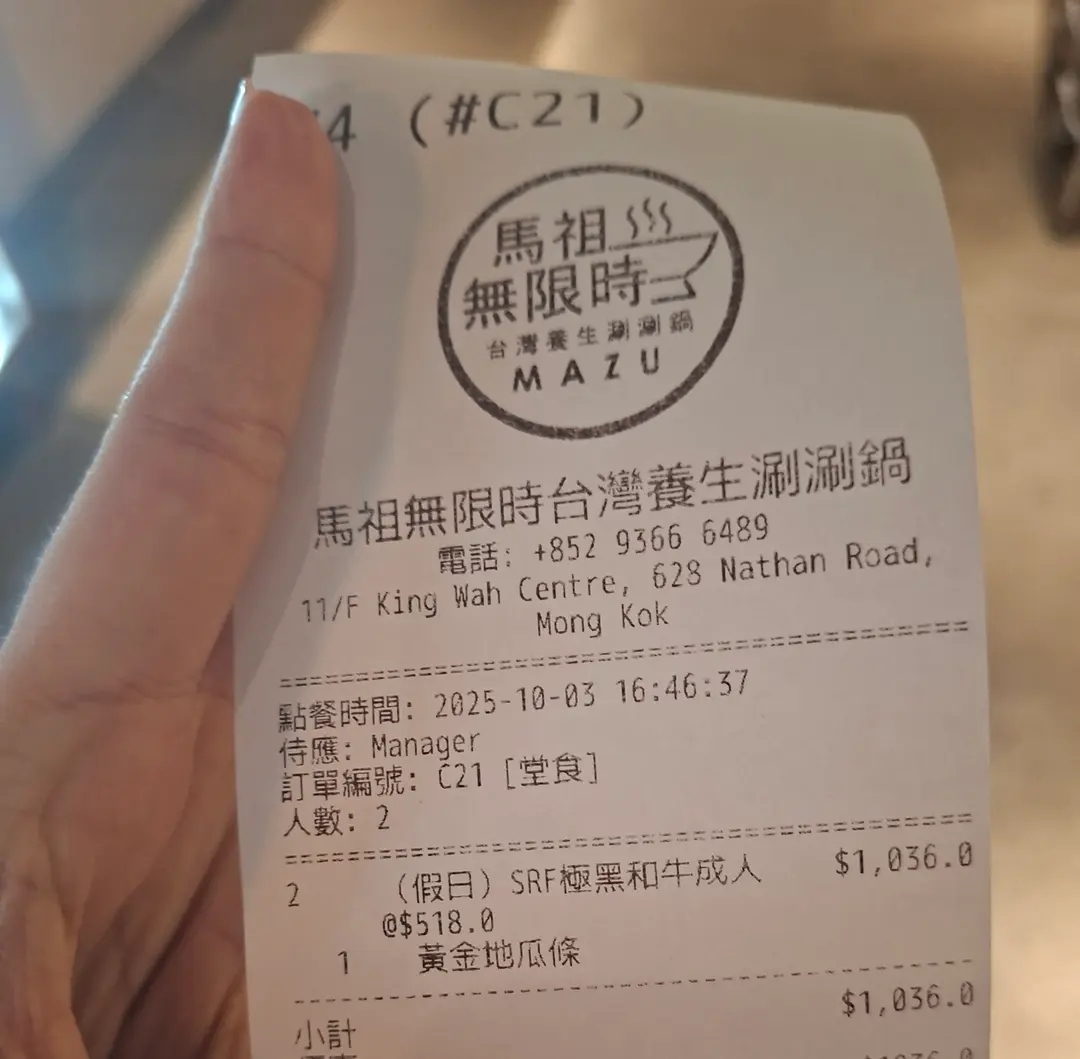 4 (#C21)
馬祖
無限時
台灣養生涮涮鍋
MAZU
馬祖無限時台灣養生涮涮鍋
電話: +852 9366 6489
11/F King Wah Centre, 628 Nathan Road,
Mong Kok
點餐時間: 2025-10-03 16:46:37
侍應: Manager
訂單編號: C21 [堂食]
人數: 2
2 (假日) SRF極黑和牛成人 $1,036.0
@$518.0
1 黃金地瓜條
小計 $1,036.0